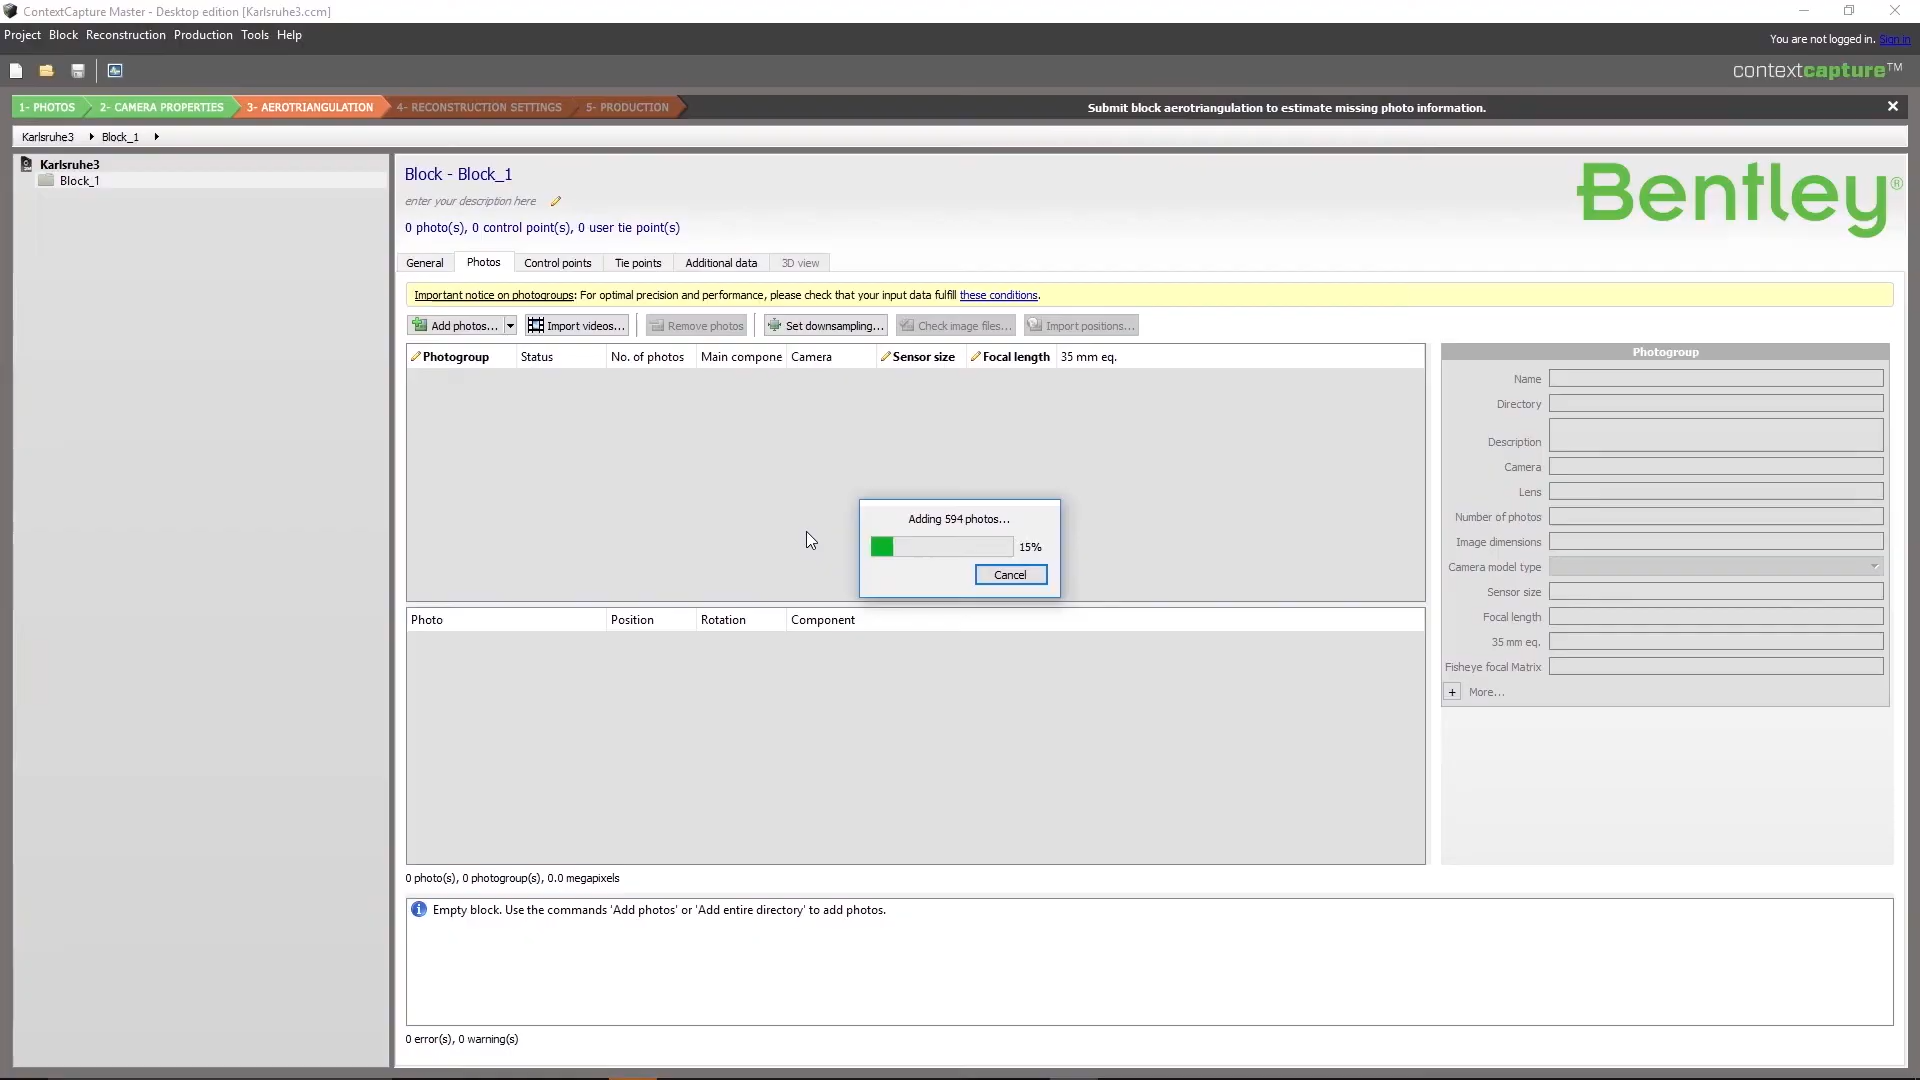 ContextCapture Master - Desktop edition [Karlsruhe3.ccm]
Project Block Reconstruction Production Tools Help
You are not logged in. Sign in
contextcapture™
1- PHOTOS 2- CAMERA PROPERTIES 3- AEROTRIANGULATION 4- RECONSTRUCTION SETTINGS 5- PRODUCTION Submit block aerotriangulation to estimate missing photo information.
Karlsruhe3 Block_1
Karlsruhe3
Block_1
Block - Block_1
Bentley®
enter your description here
0 photo(s), 0 control point(s), 0 user tie point(s)
General Photos Control points Tie points Additional data 3D view
Important notice on photogroups: For optimal precision and performance, please check that your input data fulfill these conditions.
Add photos... Import videos... Remove photos Set downsampling... Check image files... Import positions...
Photogroup Status No. of photos Main compone Camera Sensor size Focal length 35 mm eq.
Photogroup
Name
Directory
Description
Camera
Lens
Number of photos
Image dimensions
Camera model type
Sensor size
Focal length
35 mm eq.
Fisheye focal Matrix
+ More...
Adding 594 photos...
15%
Cancel
Photo Position Rotation Component
0 photo(s), 0 photogroup(s), 0.0 megapixels
Empty block. Use the commands 'Add photos' or 'Add entire directory' to add photos.
0 error(s), 0 warning(s)